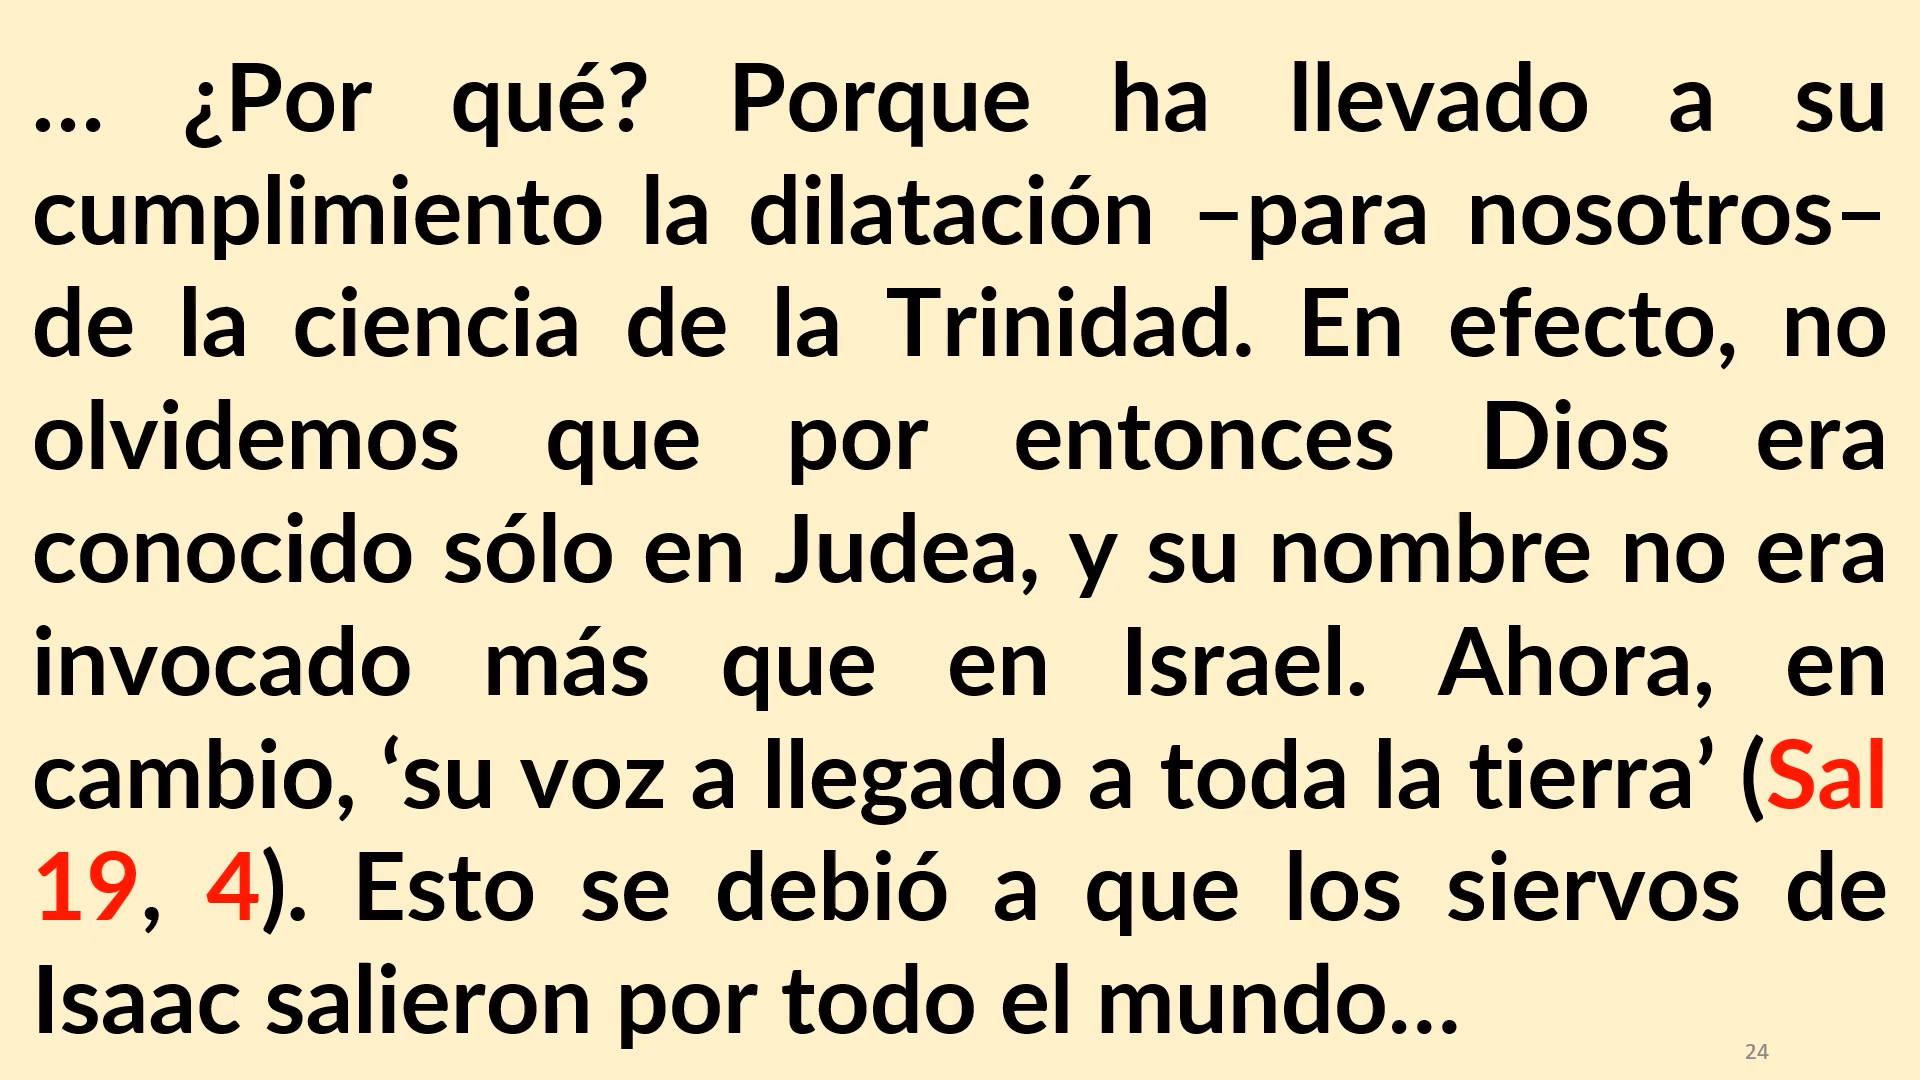 … ¿Por qué? Porque ha llevado a su
cumplimiento la dilatación –para nosotros–
de la ciencia de la Trinidad. En efecto, no
olvidemos que por entonces Dios era
conocido sólo en Judea, y su nombre no era
invocado más que en Israel. Ahora, en
cambio, ‘su voz a llegado a toda la tierra’ (Sal
19, 4). Esto se debió a que los siervos de
Isaac salieron por todo el mundo…
24